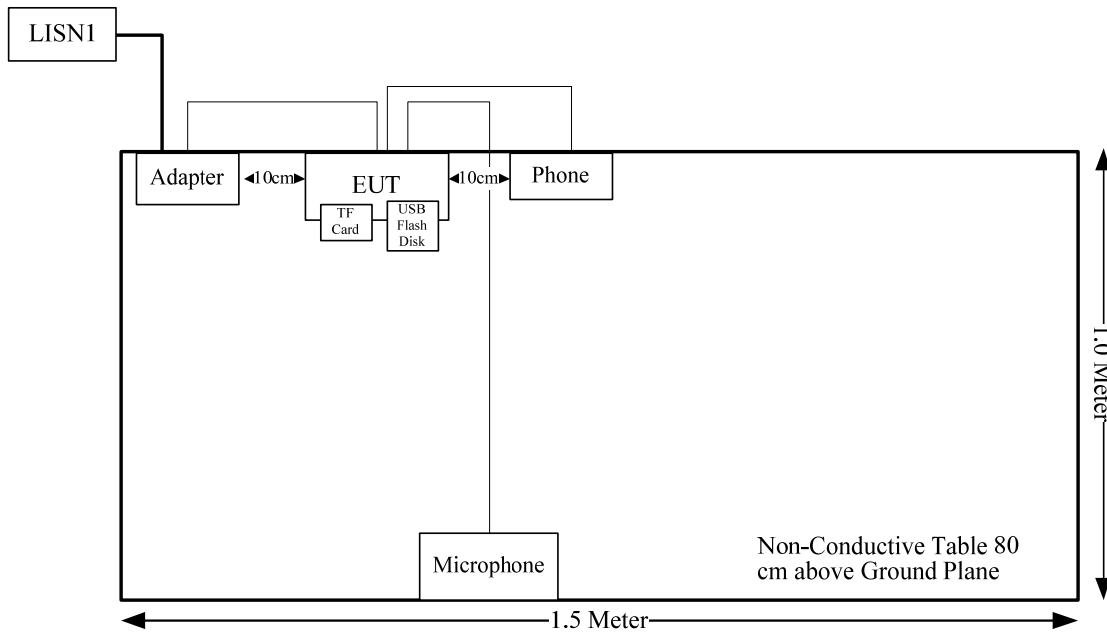 LISN1
Adapter
10cm
EUT
10cm
Phone
TF
Card
USB
Flash
Disk
1.0 Meter
Microphone
Non-Conductive Table 80
cm above Ground Plane
1.5 Meter